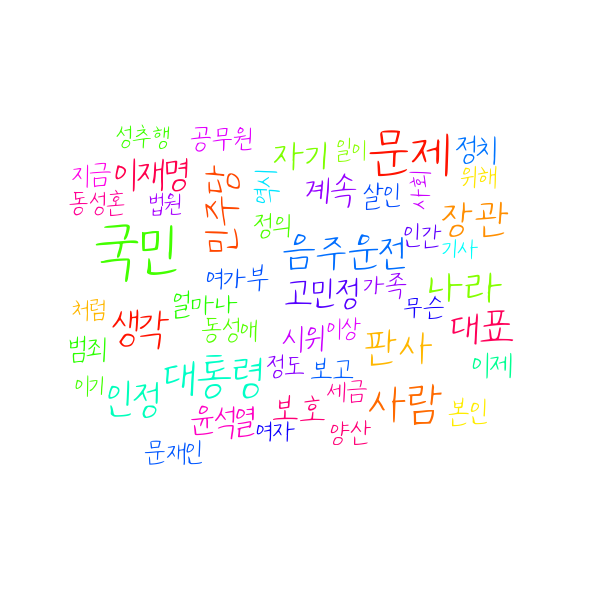 성추행 공무원
자기 일이 문제 정치
지금 이재명 민주당 역시 계속 살인 사회 위해
동성혼 법원 정의 인간 장관
국민 음주운전 기사
여가부 고민정 가족 나라
처럼 생각 얼마나 동성애 시위 이상 무슨 대표
범죄 판사
이기 인정 대통령 정도 보고 이제
윤석열 보호 세금 사람 본인
여자 양산
문재인